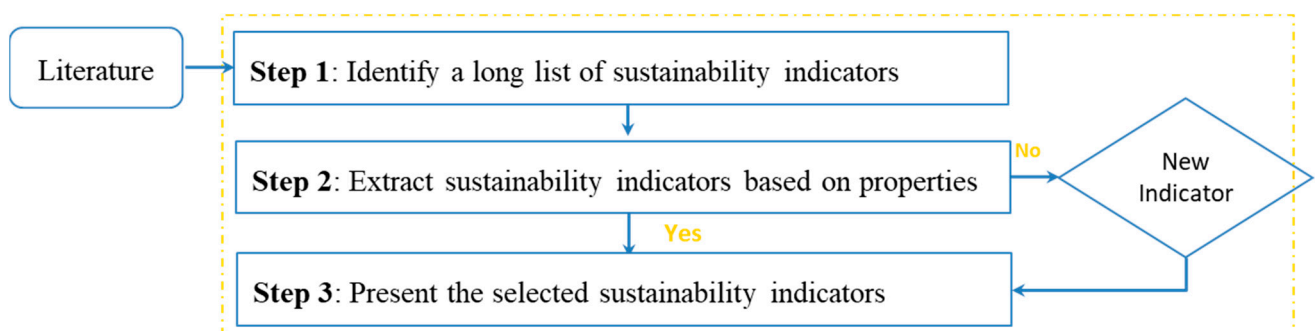 Literature
Step 1: Identify a long list of sustainability indicators
Step 2: Extract sustainability indicators based on properties
No
New
Indicator
Yes
Step 3: Present the selected sustainability indicators